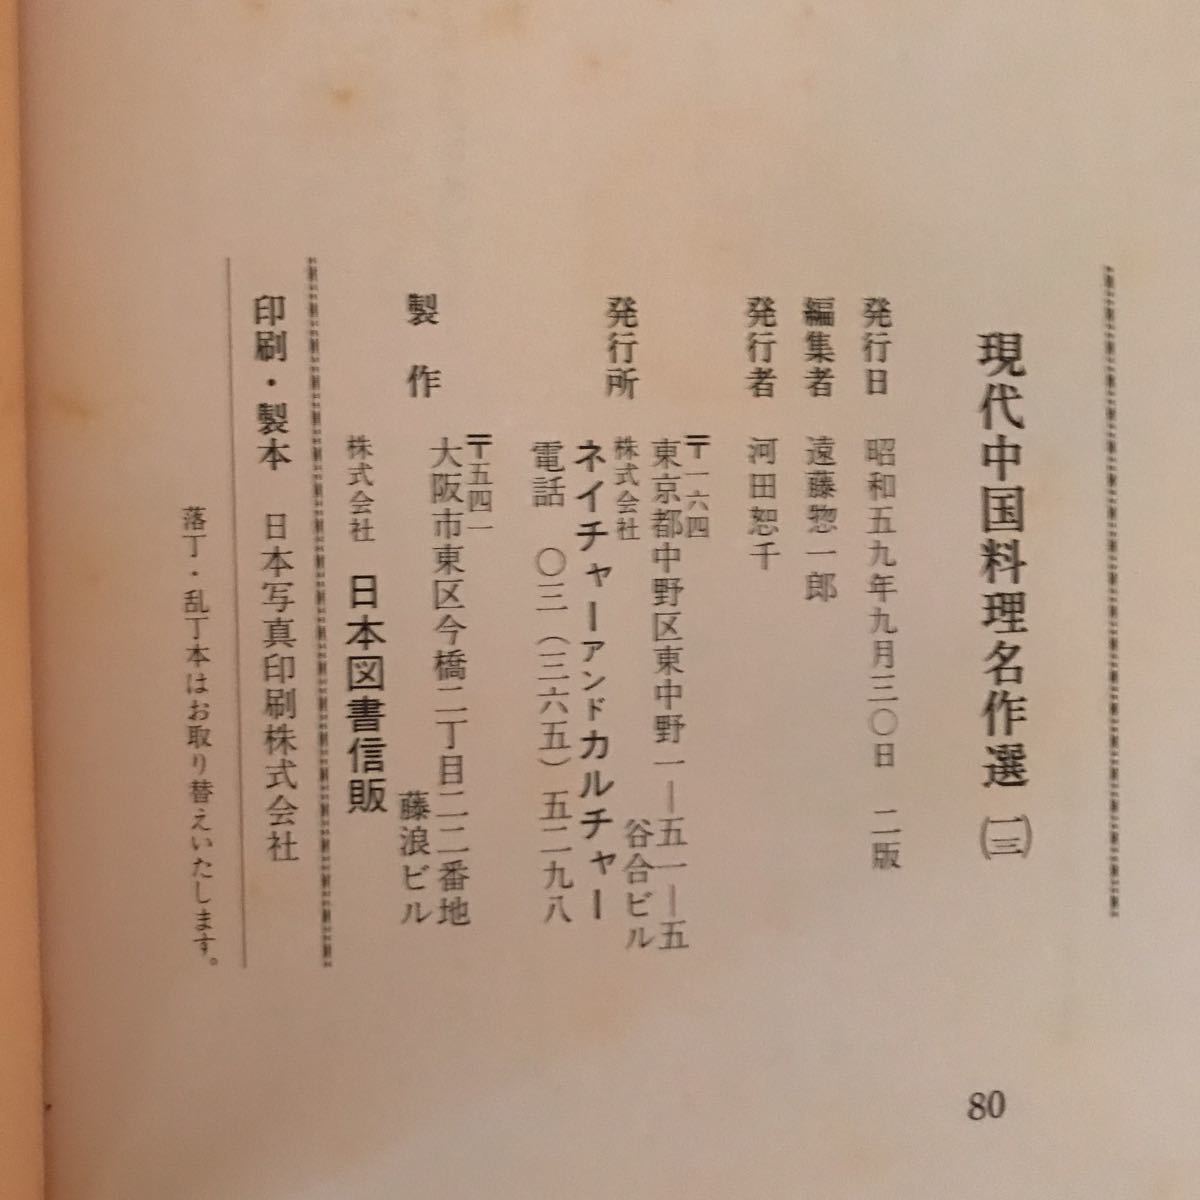 現代中国料理名作選(三)
発行日 昭和五九年九月三〇日 二版
編集者 遠藤惣一郎
発行者 河田恕千
発行所
〒一六四
東京都中野区東中野一―五一―五
谷合ビル
株式会社
ネイチャーアンドカルチャー
電話 〇三(三六五)五二九八
製作
〒五四一
大阪市東区今橋二丁目二二番地
藤浪ビル
株式会社 日本図書信販
印刷・製本 日本写真印刷株式会社
落丁・乱丁本はお取り替えいたします。
80